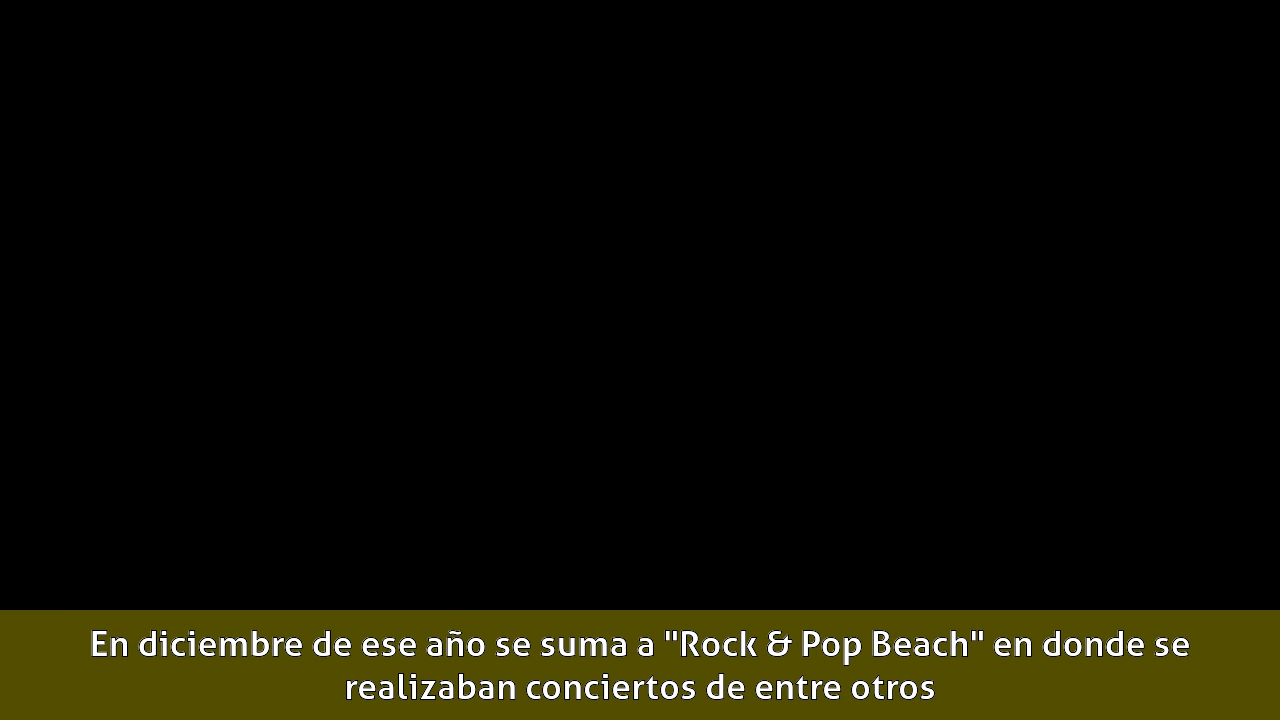 En diciembre de ese año se suma a "Rock & Pop Beach" en donde se
realizaban conciertos de entre otros